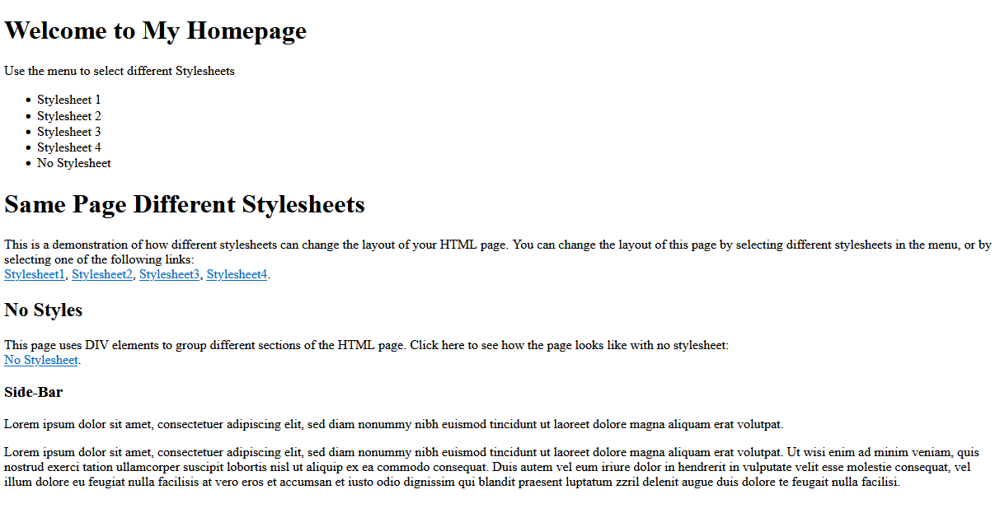 Welcome to My Homepage
Use the menu to select different Stylesheets
Stylesheet 1
Stylesheet 2
Stylesheet 3
Stylesheet 4
No Stylesheet
Same Page Different Stylesheets
This is a demonstration of how different stylesheets can change the layout of your HTML page. You can change the layout of this page by selecting different stylesheets in the menu, or by
selecting one of the following links:
Stylesheet1, Stylesheet2, Stylesheet3, Stylesheet4.
No Styles
This page uses DIV elements to group different sections of the HTML page. Click here to see how the page looks like with no stylesheet:
No Stylesheet.
Side-Bar
Lorem ipsum dolor sit amet, consectetuer adipiscing elit, sed diam nonummy nibh euismod tincidunt ut laoreet dolore magna aliquam erat volutpat.
Lorem ipsum dolor sit amet, consectetuer adipiscing elit, sed diam nonummy nibh euismod tincidunt ut laoreet dolore magna aliquam erat volutpat. Ut wisi enim ad minim veniam, quis
nostrud exerci tation ullamcorper suscipit lobortis nisl ut aliquip ex ea commodo consequat. Duis autem vel eum iriure dolor in hendrerit in vulputate velit esse molestie consequat, vel
illum dolore eu feugiat nulla facilisis at vero eros et accumsan et iusto odio dignissim qui blandit praesent luptatum zzril delenit augue duis dolore te feugait nulla facilisi.